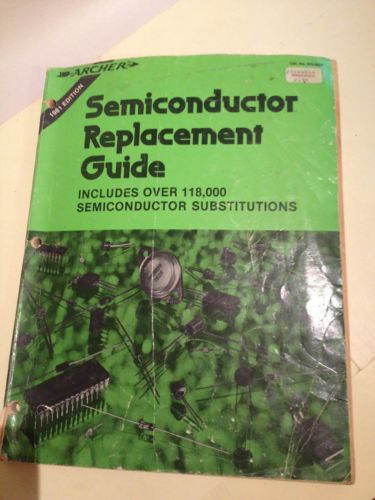 ARCHER
1981 EDITION
Semiconductor
Replacement
Guide
INCLUDES OVER 118,000
SEMICONDUCTOR SUBSTITUTIONS